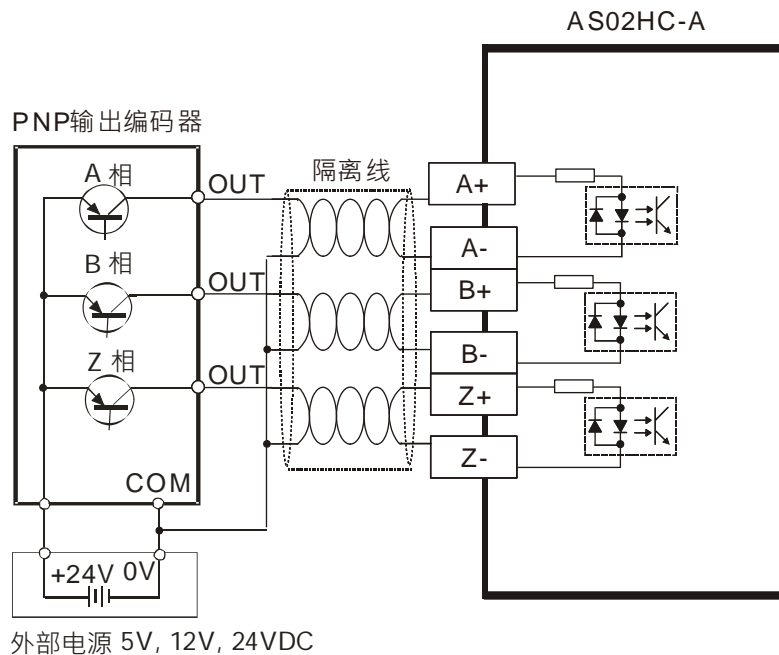 AS02HC-A
PNP输出编码器
A 相
OUT
隔离线
A+
A-
B 相
OUT
B+
B-
Z 相
OUT
Z+
Z-
COM
+24V 0V
外部电源 5V, 12V, 24VDC